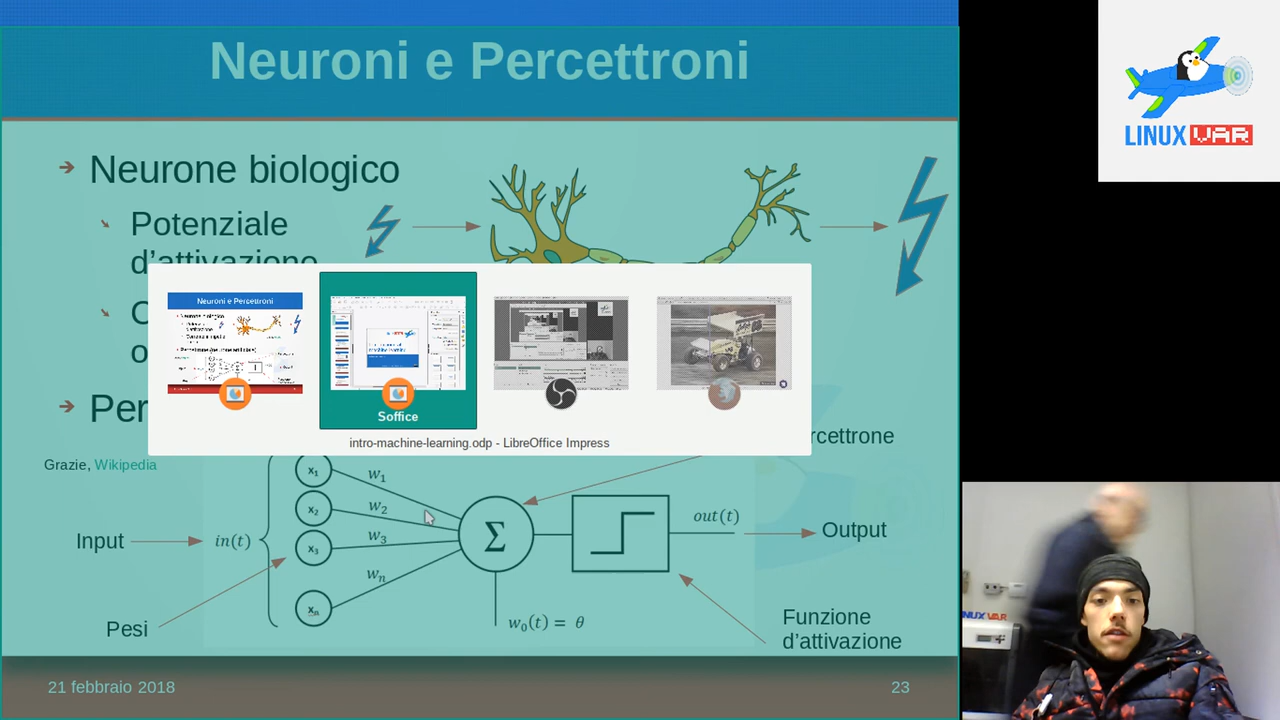 Neuroni e Percettroni
LINUX VAR
Neurone biologico
Potenziale
d'attivazione
Neuroni e Percettroni
Soffice
intro-machine-learning.odp - LibreOffice Impress
Per
rcettrone
Grazie, Wikipedia
x1
w1
x2
w2
x3
w3
xn
wn
Input
in(t)
Σ
out(t)
Output
w0(t) = θ
Pesi
Funzione
d'attivazione
21 febbraio 2018
23